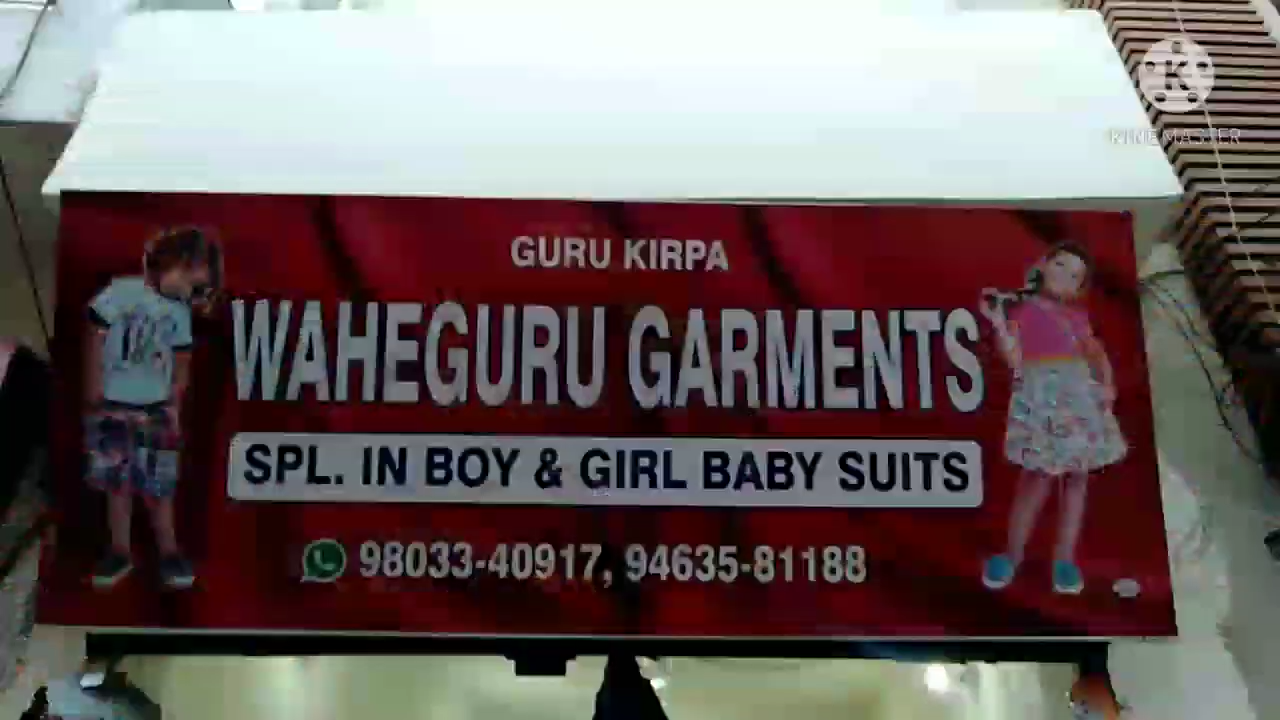 KINEMASTER
GURU KIRPA
WAHEGURU GARMENTS
SPL. IN BOY & GIRL BABY SUITS
98033-40917, 94635-81188